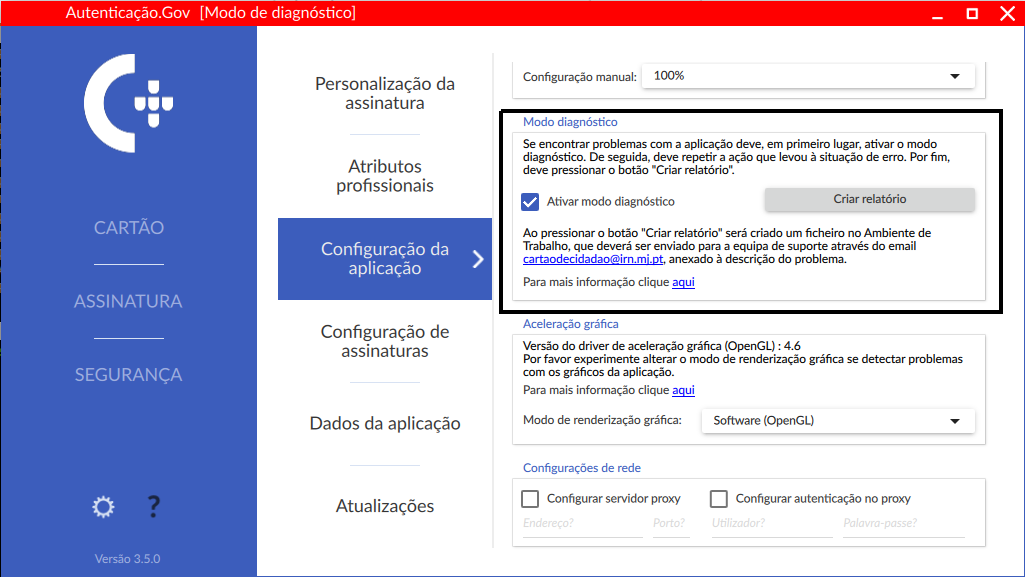 Autenticação.Gov [Modo de diagnóstico]
CARTÃO
ASSINATURA
SEGURANÇA
?
Versão 3.5.0
Personalização da
assinatura
Atributos
profissionais
Configuração da
aplicação
Configuração de
assinaturas
Dados da aplicação
Atualizações
Configuração manual: 100%
Modo diagnóstico
Se encontrar problemas com a aplicação deve, em primeiro lugar, ativar o modo
diagnóstico. De seguida, deve repetir a ação que levou à situação de erro. Por fim,
deve pressionar o botão "Criar relatório".
Ativar modo diagnóstico Criar relatório
Ao pressionar o botão "Criar relatório" será criado um ficheiro no Ambiente de
Trabalho, que deverá ser enviado para a equipa de suporte através do email
cartaodecidadao@irn.mj.pt, anexado à descrição do problema.
Para mais informação clique aqui
Aceleração gráfica
Versão do driver de aceleração gráfica (OpenGL) : 4.6
Por favor experimente alterar o modo de renderização gráfica se detectar problemas
com os gráficos da aplicação.
Para mais informação clique aqui
Modo de renderização gráfica: Software (OpenGL)
Configurações de rede
Configurar servidor proxy Configurar autenticação no proxy
Endereço? Porto? Utilizador? Palavra-passe?